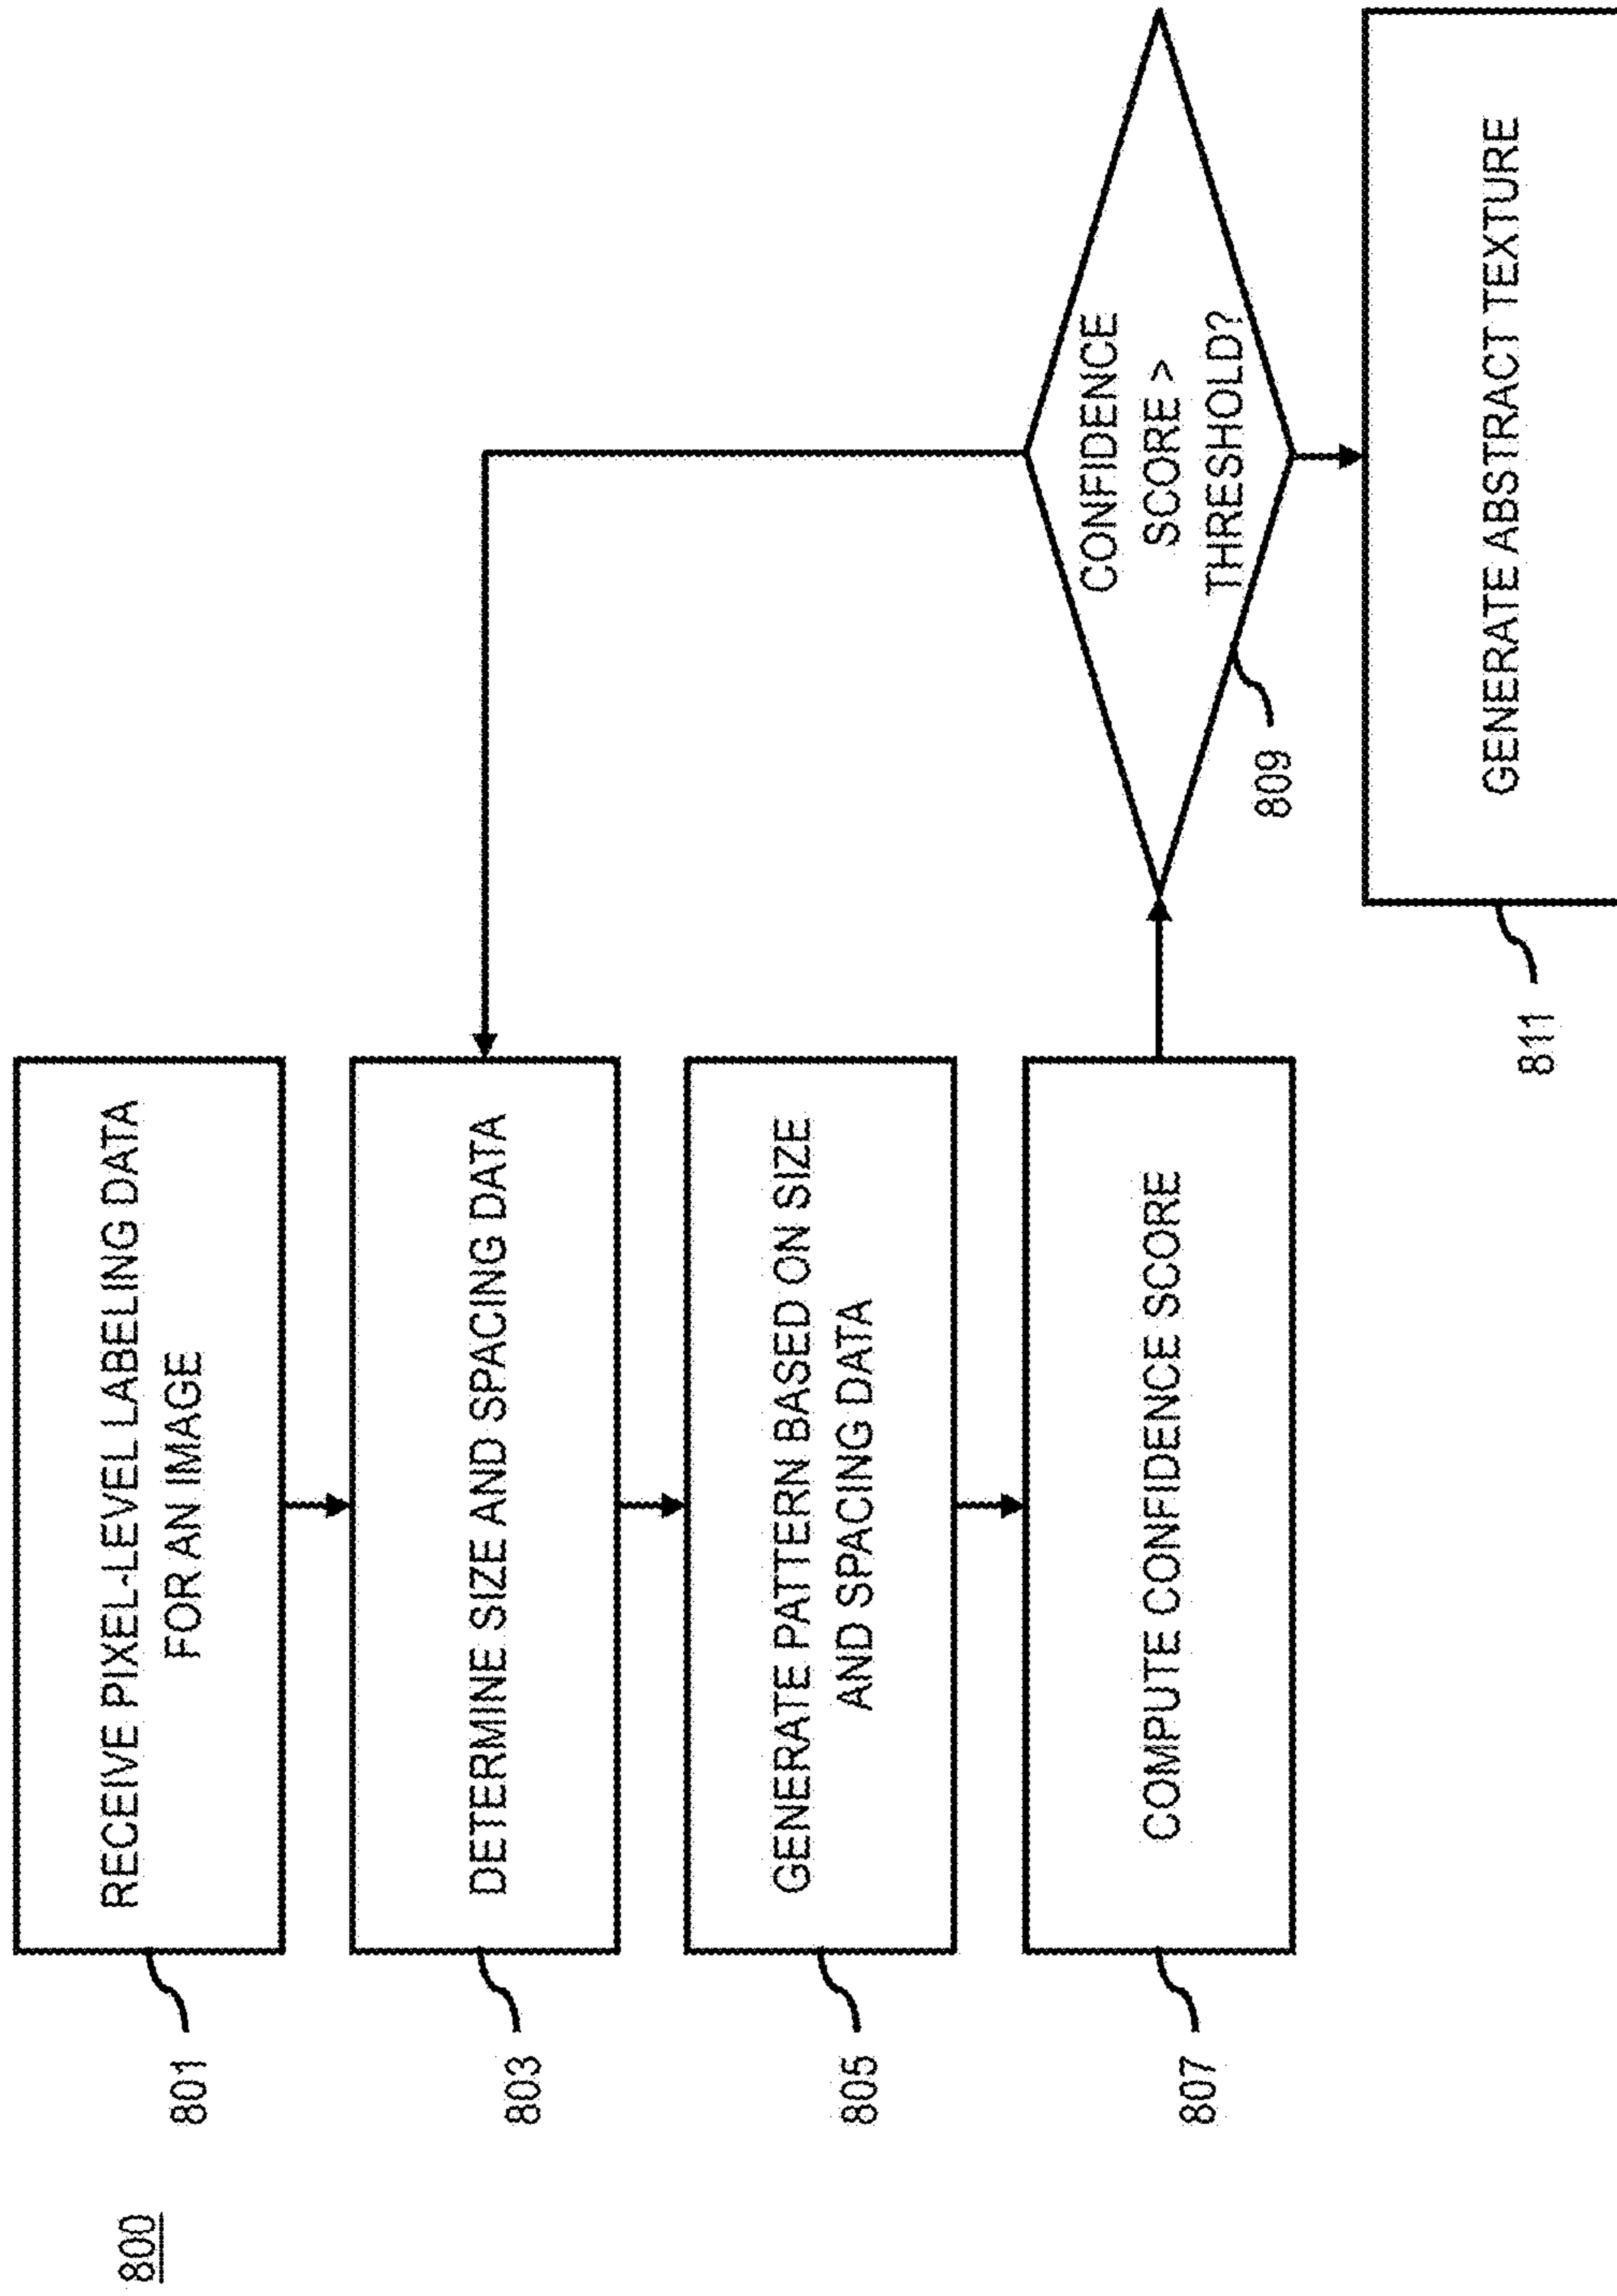 800
801
RECEIVE PIXEL-LEVEL LABELING DATA
FOR AN IMAGE
803
DETERMINE SIZE AND SPACING DATA
805
GENERATE PATTERN BASED ON SIZE
AND SPACING DATA
807
COMPUTE CONFIDENCE SCORE
809
CONFIDENCE
SCORE >
THRESHOLD?
811
GENERATE ABSTRACT TEXTURE